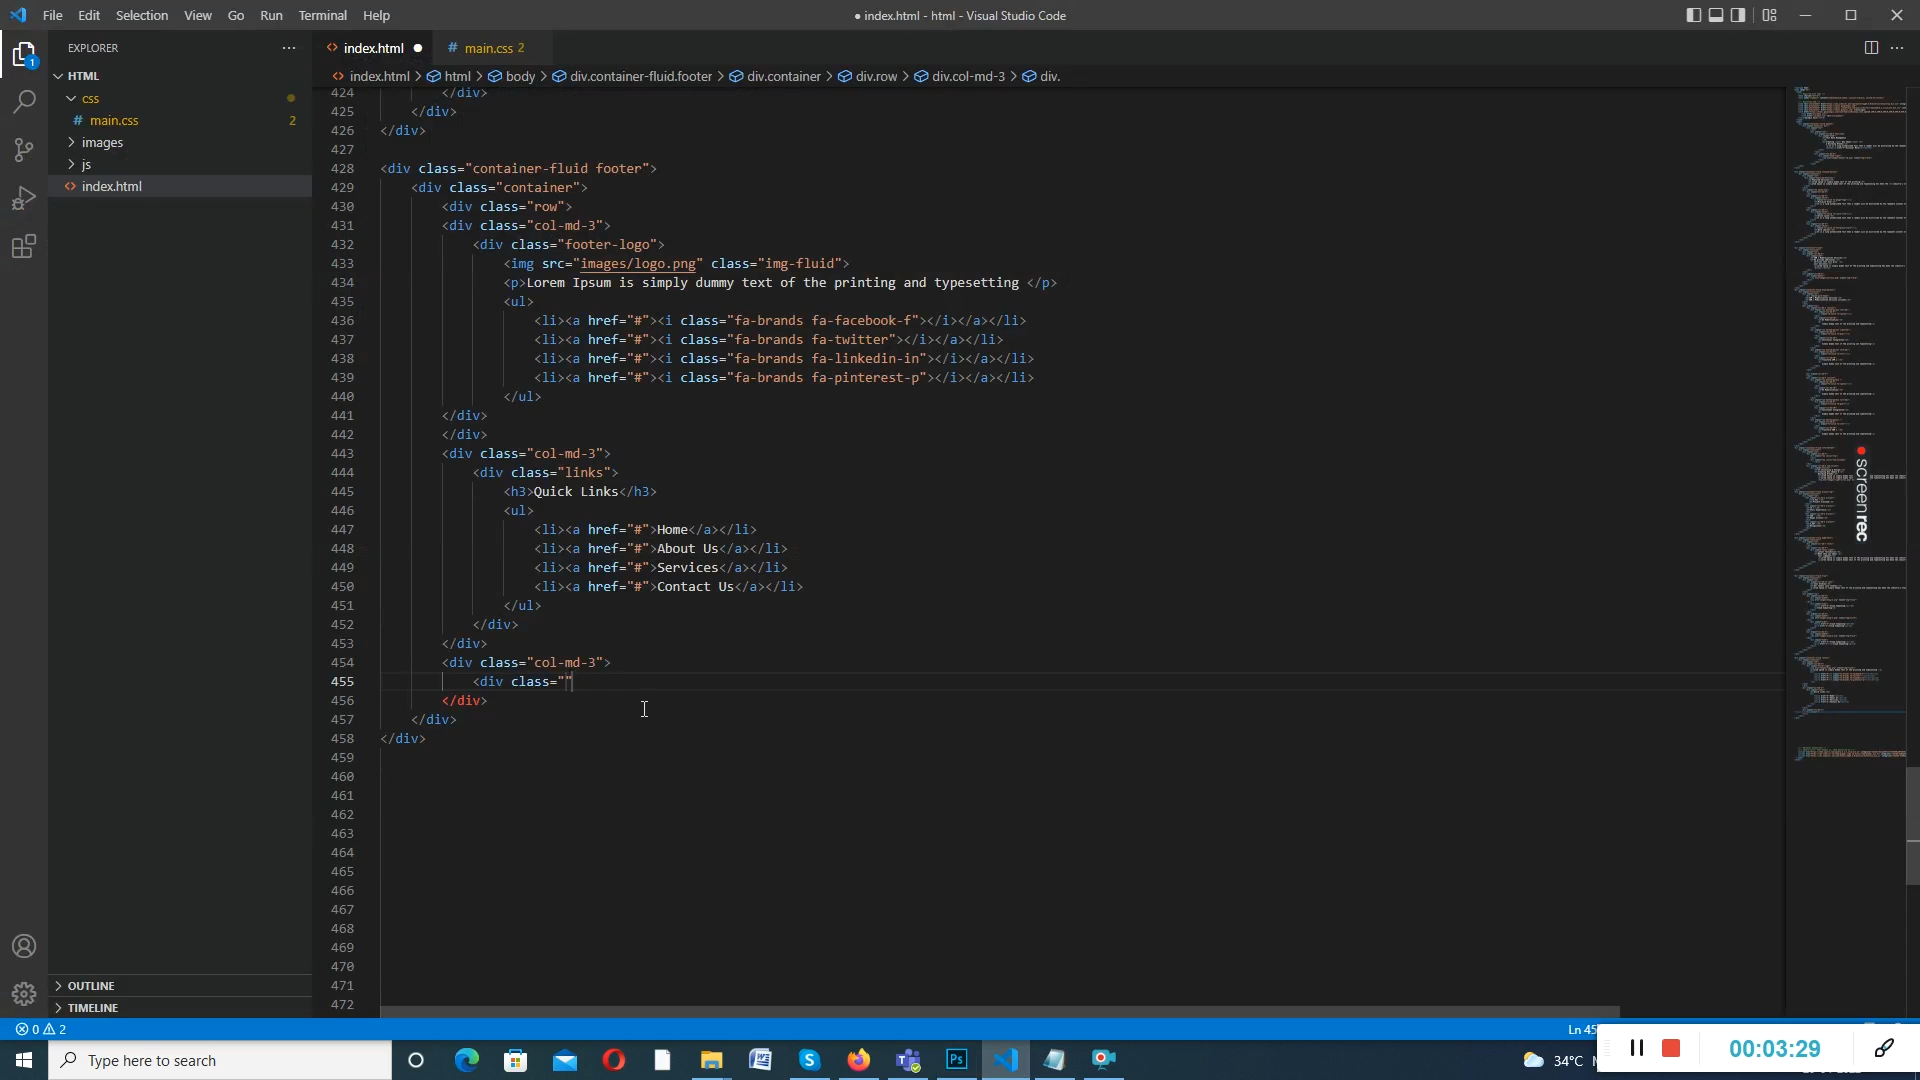 File Edit Selection View Go Run Terminal Help
● index.html - html - Visual Studio Code
EXPLORER
HTML
css
# main.css 2
images
js
index.html
OUTLINE
TIMELINE
index.html ●
# main.css 2
index.html > html > body > div.container-fluid.footer > div.container > div.row > div.col-md-3 > div.
424 </div>
425 </div>
426 </div>
427
428 <div class="container-fluid footer">
429 <div class="container">
430 <div class="row">
431 <div class="col-md-3">
432 <div class="footer-logo">
433 <img src="images/logo.png" class="img-fluid">
434 <p>Lorem Ipsum is simply dummy text of the printing and typesetting </p>
435 <ul>
436 <li><a href="#"><i class="fa-brands fa-facebook-f"></i></a></li>
437 <li><a href="#"><i class="fa-brands fa-twitter"></i></a></li>
438 <li><a href="#"><i class="fa-brands fa-linkedin-in"></i></a></li>
439 <li><a href="#"><i class="fa-brands fa-pinterest-p"></i></a></li>
440 </ul>
441 </div>
442 </div>
443 <div class="col-md-3">
444 <div class="links">
445 <h3>Quick Links</h3>
446 <ul>
447 <li><a href="#">Home</a></li>
448 <li><a href="#">About Us</a></li>
449 <li><a href="#">Services</a></li>
450 <li><a href="#">Contact Us</a></li>
451 </ul>
452 </div>
453 </div>
454 <div class="col-md-3">
455 <div class=""
456 </div>
457 </div>
458 </div>
459
460
461
462
463
464
465
466
467
468
469
470
471
472
screenrec
1
0 2
Ln 45
Type here to search
W
S
Ps
34°C
00:03:29